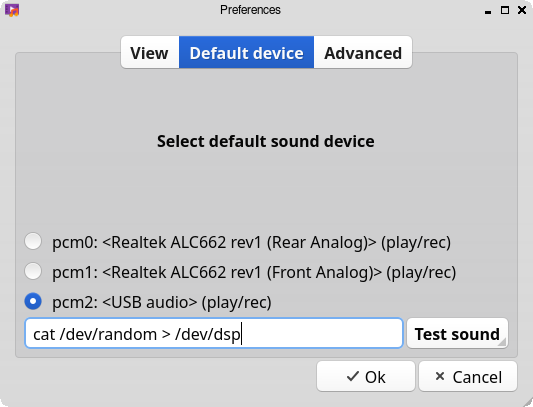 Preferences
View Default device Advanced
Select default sound device
pcm0: <Realtek ALC662 rev1 (Rear Analog)> (play/rec)
pcm1: <Realtek ALC662 rev1 (Front Analog)> (play/rec)
pcm2: <USB audio> (play/rec)
cat /dev/random > /dev/dsp Test sound
Ok Cancel